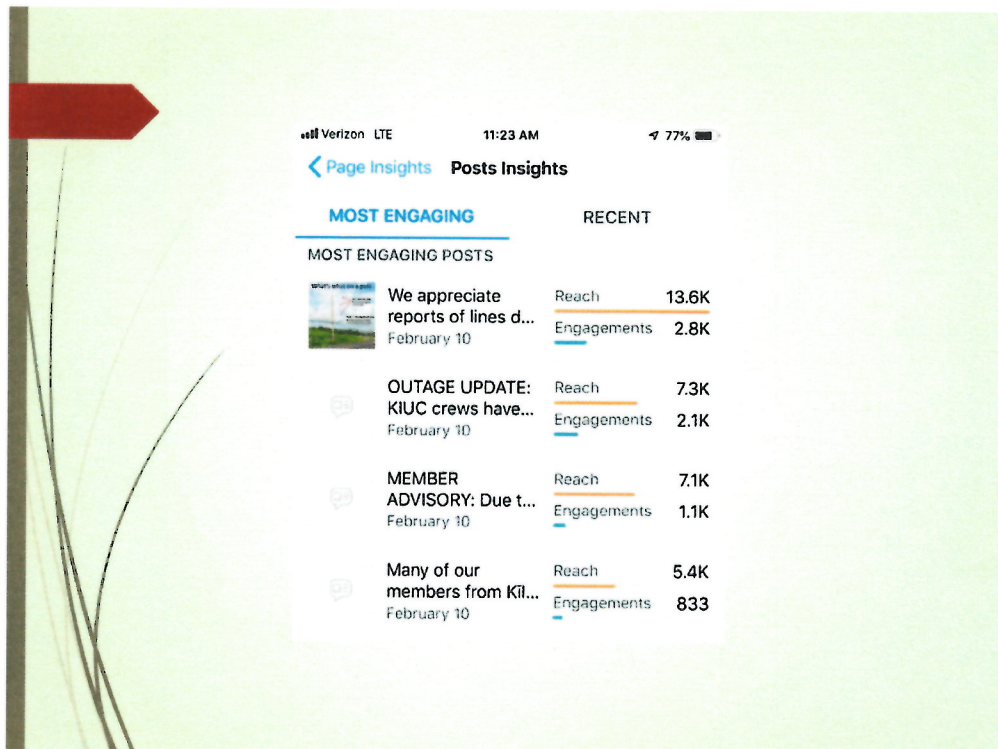 Verizon LTE 11:23 AM 77%
Page Insights Posts Insights
MOST ENGAGING RECENT
MOST ENGAGING POSTS
We appreciate
reports of lines d...
February 10
Reach 13.6K
Engagements 2.8K
OUTAGE UPDATE:
KIUC crews have...
February 10
Reach 7.3K
Engagements 2.1K
MEMBER
ADVISORY: Due t...
February 10
Reach 7.1K
Engagements 1.1K
Many of our
members from Kīl...
February 10
Reach 5.4K
Engagements 833